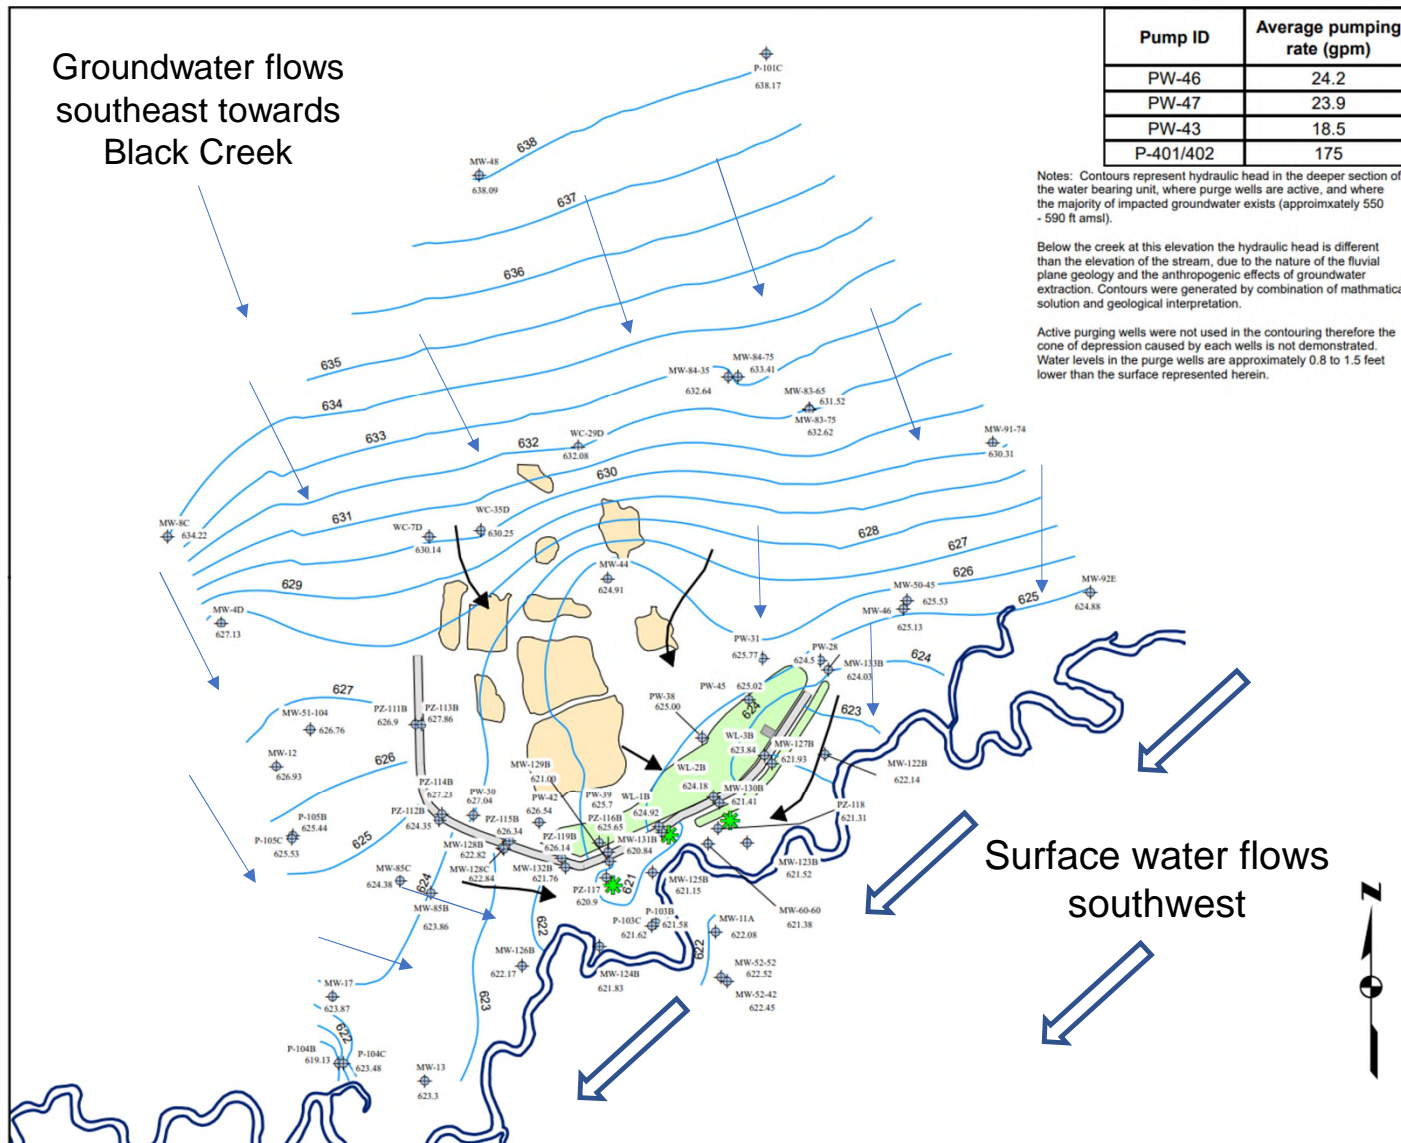 Groundwater flows
southeast towards
Black Creek
Pump ID
Average pumping
rate (gpm)
PW-46
24.2
PW-47
23.9
PW-43
18.5
P-401/402
175
Notes: Contours represent hydraulic head in the deeper section of
the water bearing unit, where purge wells are active, and where
the majority of impacted groundwater exists (approimxately 550
- 590 ft amsl).
Below the creek at this elevation the hydraulic head is different
than the elevation of the stream, due to the nature of the fluvial
plane geology and the anthropogenic effects of groundwater
extraction. Contours were generated by combination of mathmatica
solution and geological interpretation.
Active purging wells were not used in the contouring therefore the
cone of depression caused by each wells is not demonstrated.
Water levels in the purge wells are approximately 0.8 to 1.5 feet
lower than the surface represented herein.
P-101C
638.17
638
MW-48
638.09
637
636
635
634
633
632
631
630
629
628
627
626
625
624
623
MW-84-75
633.41
MW-84-35
632.64
MW-83-65
631.52
MW-83-75
632.62
WC-29D
632.08
MW-91-74
630.31
MW-8C
634.22
WC-7D
630.14
WC-35D
630.25
MW-44
624.91
MW-4D
627.13
MW-50-45
625.53
MW-46
625.13
MW-92E
624.88
PW-31
625.77
PW-28
624.5
MW-133B
624.03
PW-45
625.02
624
PW-38
625.00
627
MW-51-104
626.76
PZ-111B
626.9
PZ-113B
627.86
MW-12
626.93
626
WL-3B
623.84
MW-127B
621.93
MW-122B
622.14
MW-129B
621.00
WL-2B
624.18
MW-130B
621.41
PZ-114B
627.23
PW-30
627.04
PW-42
626.54
PW-39
625.7
WL-1B
624.92
PZ-118
621.31
P-105B
625.44
P-105C
625.53
625
PZ-112B
624.35
PZ-115B
626.34
PZ-116B
625.65
PZ-119B
626.14
MW-131B
620.84
MW-128B
622.82
MW-128C
622.84
MW-132B
621.76
MW-123B
621.52
MW-85C
624.38
624
MW-85B
623.86
PZ-117
620.9
621
MW-125B
621.15
MW-60-60
621.38
P-103B
621.58
P-103C
621.62
MW-11A
622.08
622
622
MW-126B
622.17
MW-124B
621.83
MW-52-52
622.52
MW-52-42
622.45
MW-17
623.87
623
622
P-104B
619.13
P-104C
623.48
MW-13
623.3
Surface water flows
southwest
Z